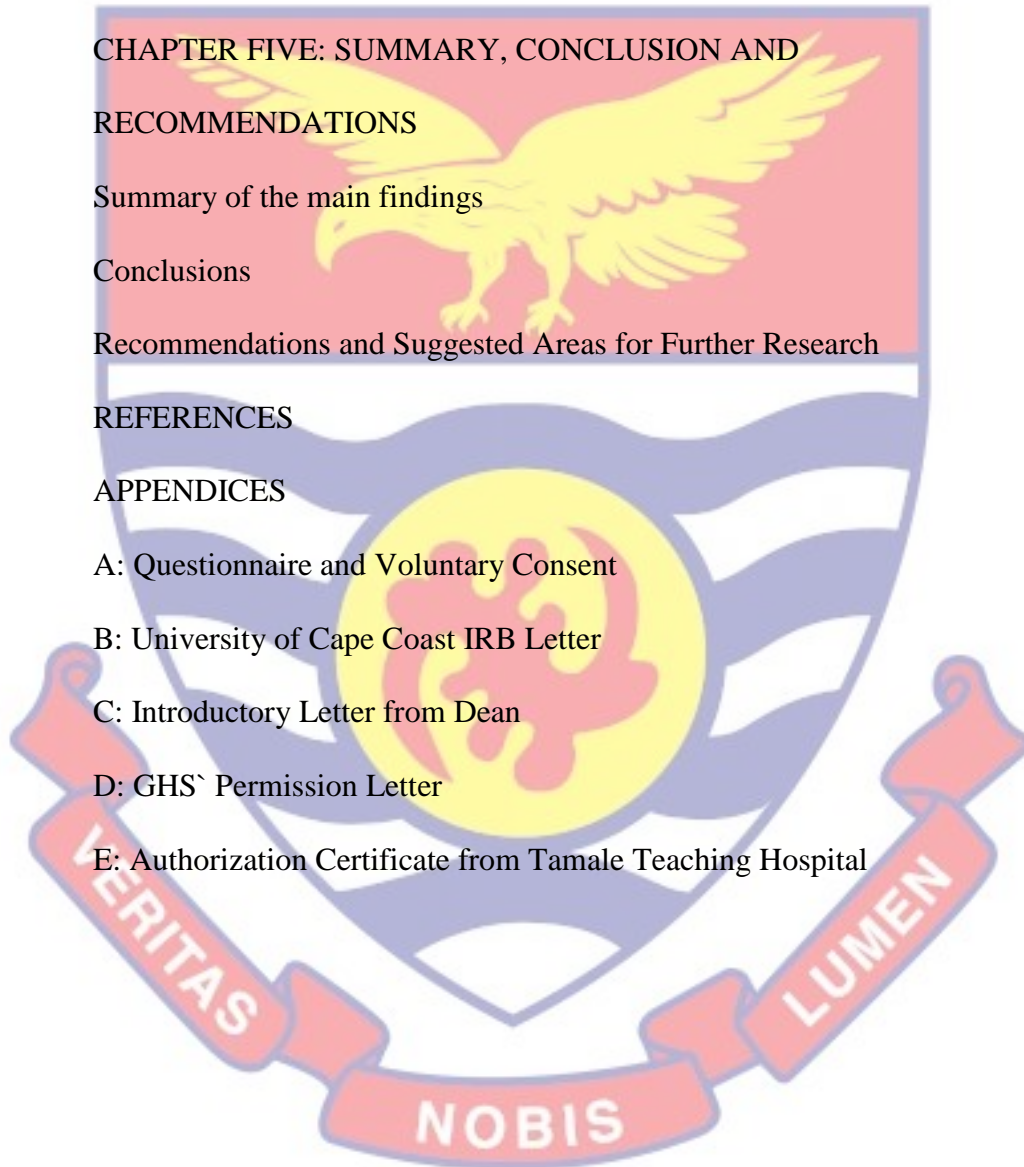 CHAPTER FIVE: SUMMARY, CONCLUSION AND
RECOMMENDATIONS
Summary of the main findings
Conclusions
Recommendations and Suggested Areas for Further Research
REFERENCES
APPENDICES
A: Questionnaire and Voluntary Consent
B: University of Cape Coast IRB Letter
C: Introductory Letter from Dean
D: GHS` Permission Letter
E: Authorization Certificate from Tamale Teaching Hospital
VERITAS
NOBIS
LUMEN